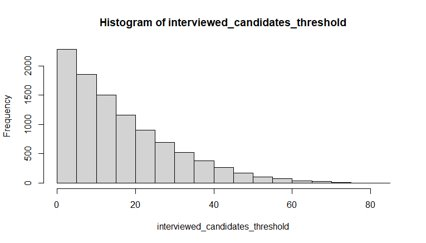 Histogram of interviewed_candidates_threshold
Frequency
2000
1500
1000
500
0
0 20 40 60 80
interviewed_candidates_threshold